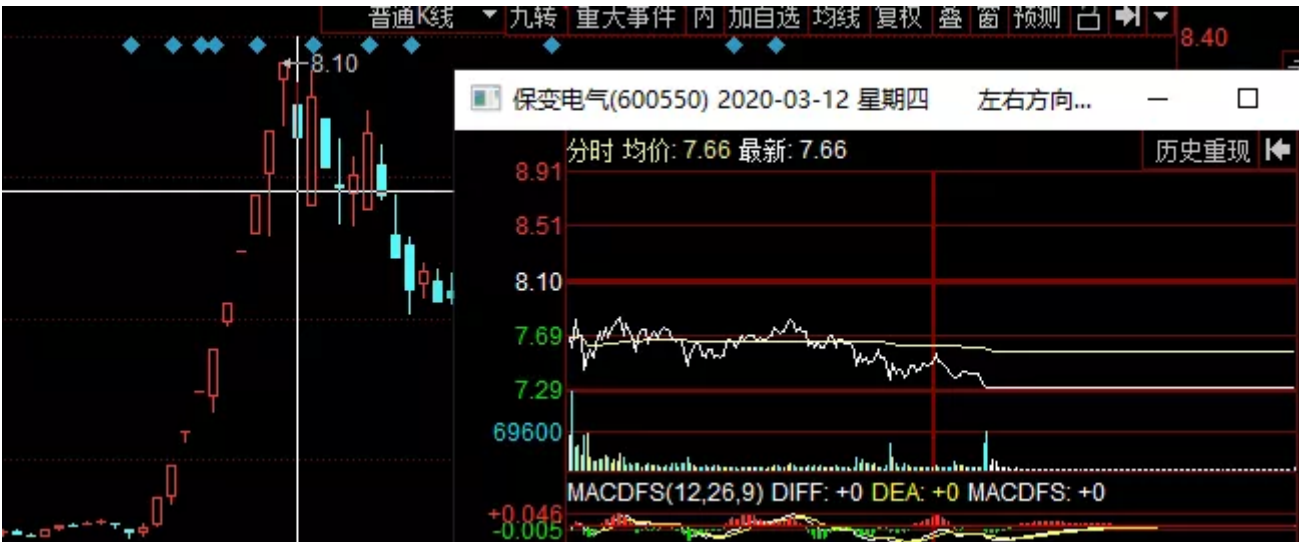 普通K线 九转 重大事件 内 加自选 均线 复权 叠 窗 预测
8.40
8.10
保变电气(600550) 2020-03-12 星期四 左右方向...
分时 均价: 7.66 最新: 7.66 历史重现
8.91
8.51
8.10
7.69
7.29
69600
MACDFS(12,26,9) DIFF: +0 DEA: +0 MACDFS: +0
+0.046
-0.005